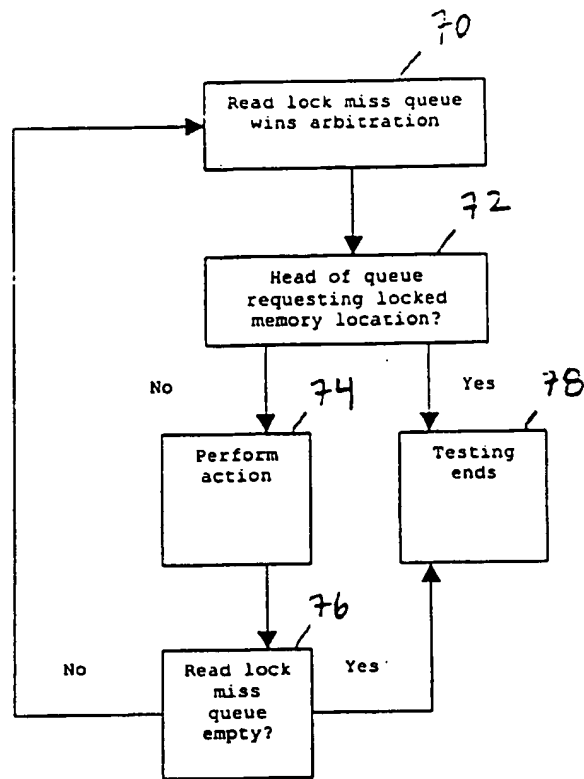 70
Read lock miss queue
wins arbitration
72
Head of queue
requesting locked
memory location?
No
74
Yes
78
Perform
action
Testing
ends
76
No
Read lock
miss
queue
empty?
Yes